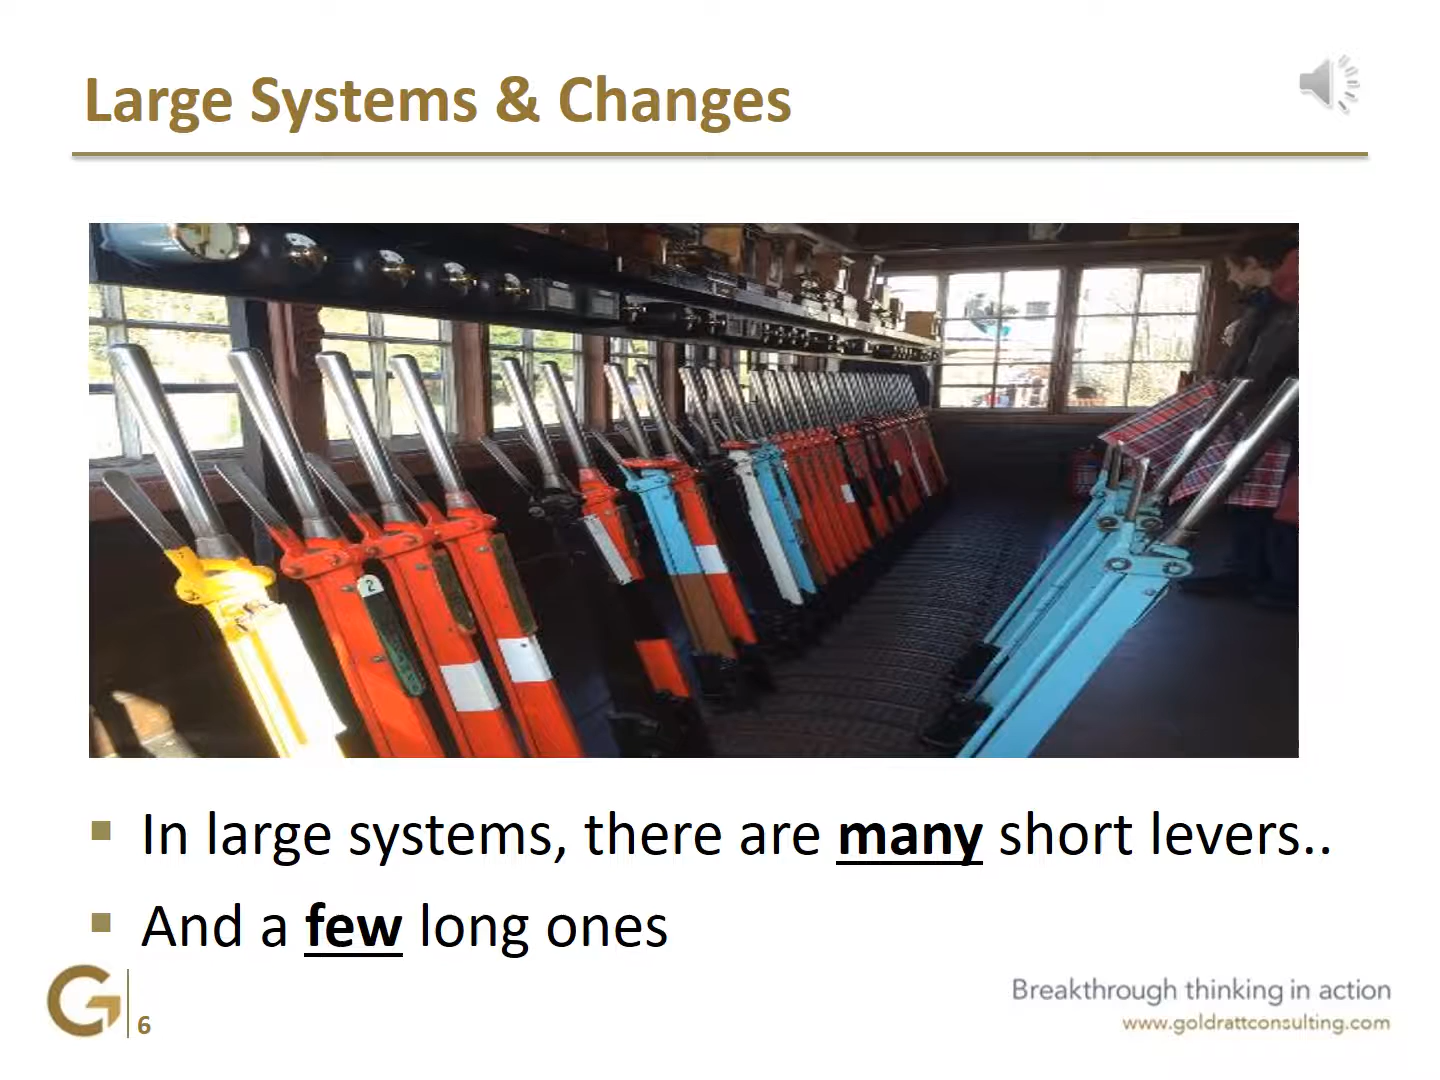 Large Systems & Changes
2
In large systems, there are many short levers..
And a few long ones
6
Breakthrough thinking in action
www.goldrattconsulting.com